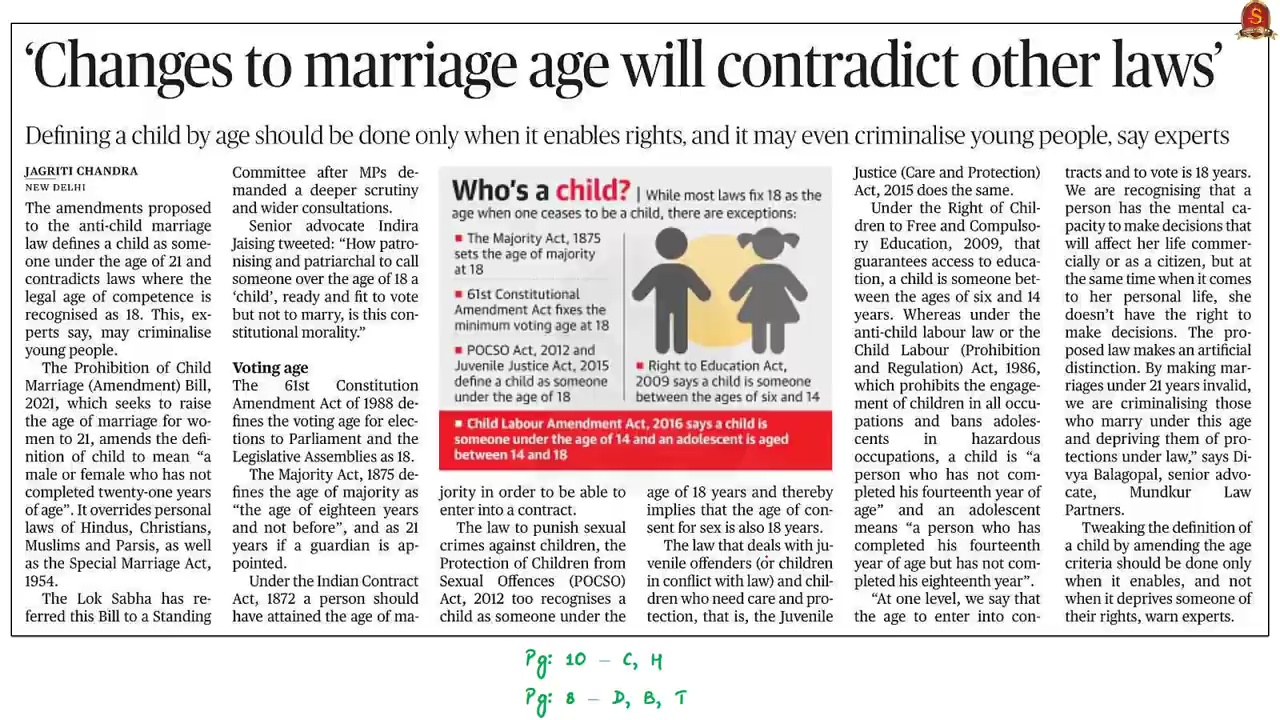 ‘Changes to marriage age will contradict other laws’
Defining a child by age should be done only when it enables rights, and it may even criminalise young people, say experts
JAGRITI CHANDRA
NEW DELHI
The amendments proposed
to the anti-child marriage
law defines a child as some-
one under the age of 21 and
contradicts laws where the
legal age of competence is
recognised as 18. This, ex-
perts say, may criminalise
young people.
The Prohibition of Child
Marriage (Amendment) Bill,
2021, which seeks to raise
the age of marriage for wo-
men to 21, amends the defi-
nition of child to mean “a
male or female who has not
completed twenty-one years
of age”. It overrides personal
laws of Hindus, Christians,
Muslims and Parsis, as well
as the Special Marriage Act,
1954.
The Lok Sabha has re-
ferred this Bill to a Standing
Committee after MPs de-
manded a deeper scrutiny
and wider consultations.
Senior advocate Indira
Jaising tweeted: “How patro-
nising and patriarchal to call
someone over the age of 18 a
‘child’, ready and fit to vote
but not to marry, is this con-
stitutional morality.”
Voting age
The 61st Constitution
Amendment Act of 1988 de-
fines the voting age for elec-
tions to Parliament and the
Legislative Assemblies as 18.
The Majority Act, 1875 de-
fines the age of majority as
“the age of eighteen years
and not before”, and as 21
years if a guardian is ap-
pointed.
Under the Indian Contract
Act, 1872 a person should
have attained the age of ma-
Who's a child? | While most laws fix 18 as the
age when one ceases to be a child, there are exceptions:
■ The Majority Act, 1875
sets the age of majority
at 18
■ 61st Constitutional
Amendment Act fixes the
minimum voting age at 18
■ POCSO Act, 2012 and
Juvenile Justice Act, 2015
define a child as someone
under the age of 18
■ Right to Education Act,
2009 says a child is someone
between the ages of six and 14
■ Child Labour Amendment Act, 2016 says a child is
someone under the age of 14 and an adolescent is aged
between 14 and 18
jority in order to be able to
enter into a contract.
The law to punish sexual
crimes against children, the
Protection of Children from
Sexual Offences (POCSO)
Act, 2012 too recognises a
child as someone under the
age of 18 years and thereby
implies that the age of con-
sent for sex is also 18 years.
The law that deals with ju-
venile offenders (or children
in conflict with law) and chil-
dren who need care and pro-
tection, that is, the Juvenile
Justice (Care and Protection)
Act, 2015 does the same.
Under the Right of Chil-
dren to Free and Compulso-
ry Education, 2009, that
guarantees access to educa-
tion, a child is someone bet-
ween the ages of six and 14
years. Whereas under the
anti-child labour law or the
Child Labour (Prohibition
and Regulation) Act, 1986,
which prohibits the engage-
ment of children in all occu-
pations and bans adoles-
cents in hazardous
occupations, a child is “a
person who has not com-
pleted his fourteenth year of
age” and an adolescent
means “a person who has
completed his fourteenth
year of age but has not com-
pleted his eighteenth year”.
“At one level, we say that
the age to enter into con-
tracts and to vote is 18 years.
We are recognising that a
person has the mental ca-
pacity to make decisions that
will affect her life commer-
cially or as a citizen, but at
the same time when it comes
to her personal life, she
doesn’t have the right to
make decisions. The pro-
posed law makes an artificial
distinction. By making mar-
riages under 21 years invalid,
we are criminalising those
who marry under this age
and depriving them of pro-
tections under law,” says Di-
vya Balagopal, senior advo-
cate, Mundkur Law
Partners.
Tweaking the definition of
a child by amending the age
criteria should be done only
when it enables, and not
when it deprives someone of
their rights, warn experts.
Pg: 10 – C, H
Pg: 8 – D, B, T